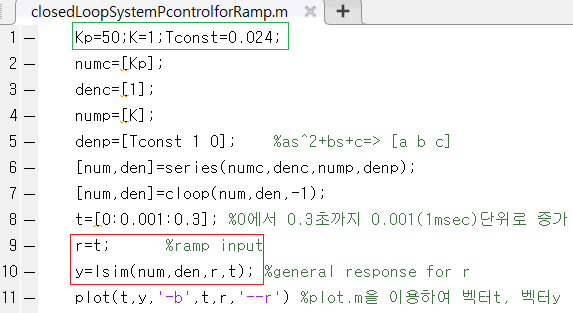 closedLoopSystemPcontrolforRamp.m × +
1 – Kp=50;K=1;Tconst=0.024;
2 – numc=[Kp];
3 – denc=[1];
4 – nump=[K];
5 – denp=[Tconst 1 0]; %as^2+bs+c=> [a b c]
6 – [num,den]=series(numc,denc,nump,denp);
7 – [num,den]=cloop(num,den,-1);
8 – t=[0:0.001:0.3]; %0에서 0.3초까지 0.001(1msec)단위로 증가
9 – r=t; %ramp input
10 – y=lsim(num,den,r,t); %general response for r
11 – plot(t,y,'-b',t,r,'--r') %plot.m을 이용하여 벡터t, 벡터y